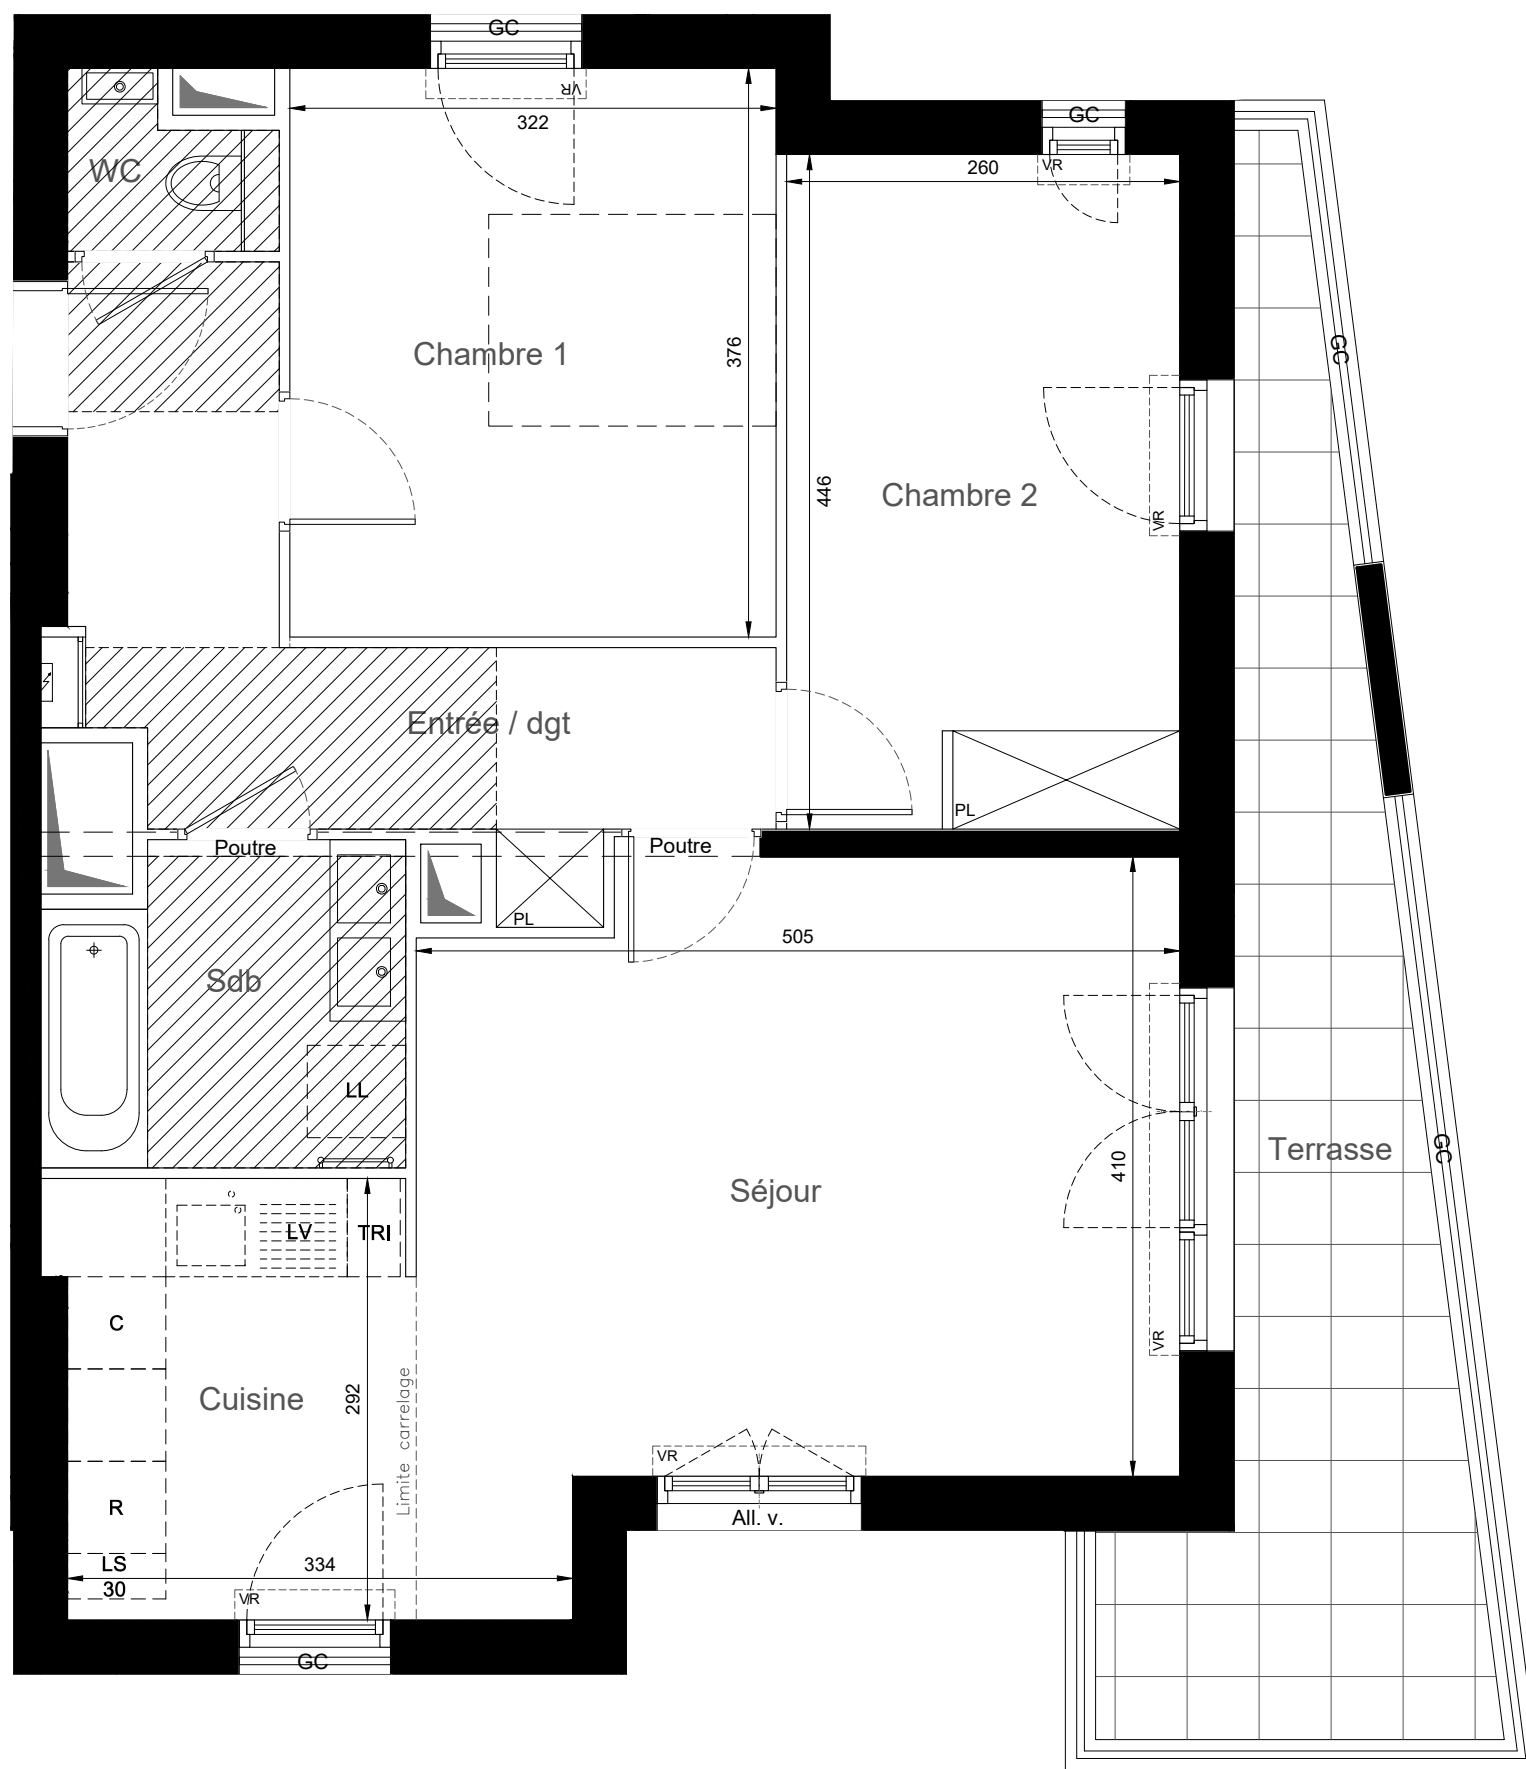 GC
VR
322
GC
VR
260
WC
Chambre 1
376
GC
446
Chambre 2
VR
Entrée / dgt
PL
Poutre
Poutre
PL
505
Sdb
LL
410
Terrasse
GC
Séjour
LV
TRI
C
VR
Cuisine
292
Limite carrelage
VR
R
All. v.
LS
30
334
VR
GC